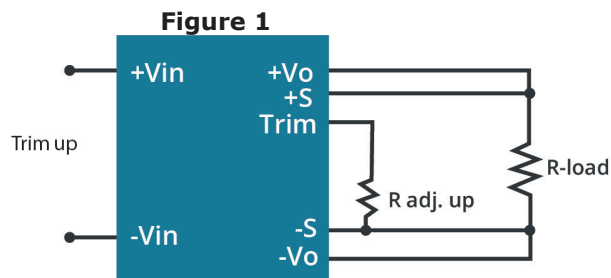 Figure 1
+Vin
+Vo
+S
Trim
Trim up
R-load
R adj. up
-Vin
-S
-Vo